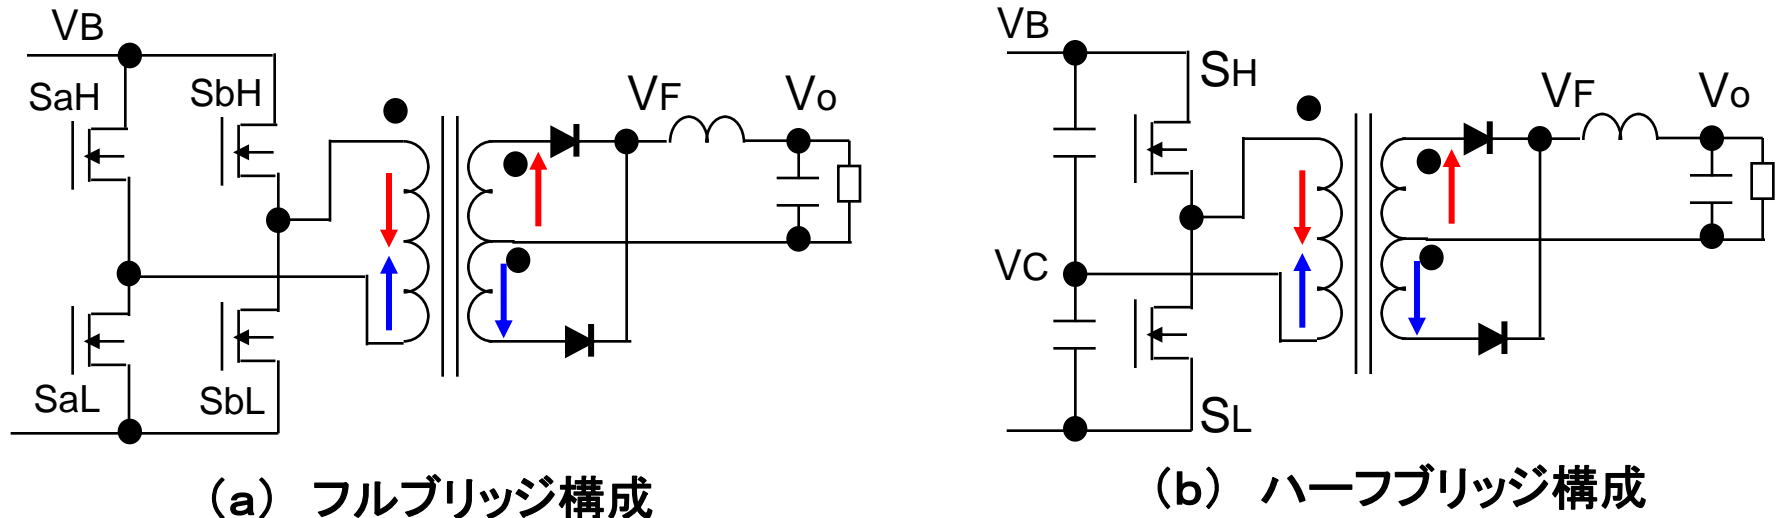 VB
SaH
SbH
VF
Vo
SaL
SbL
(a) フルブリッジ構成
VB
SH
VF
Vo
VC
SL
(b) ハーフブリッジ構成